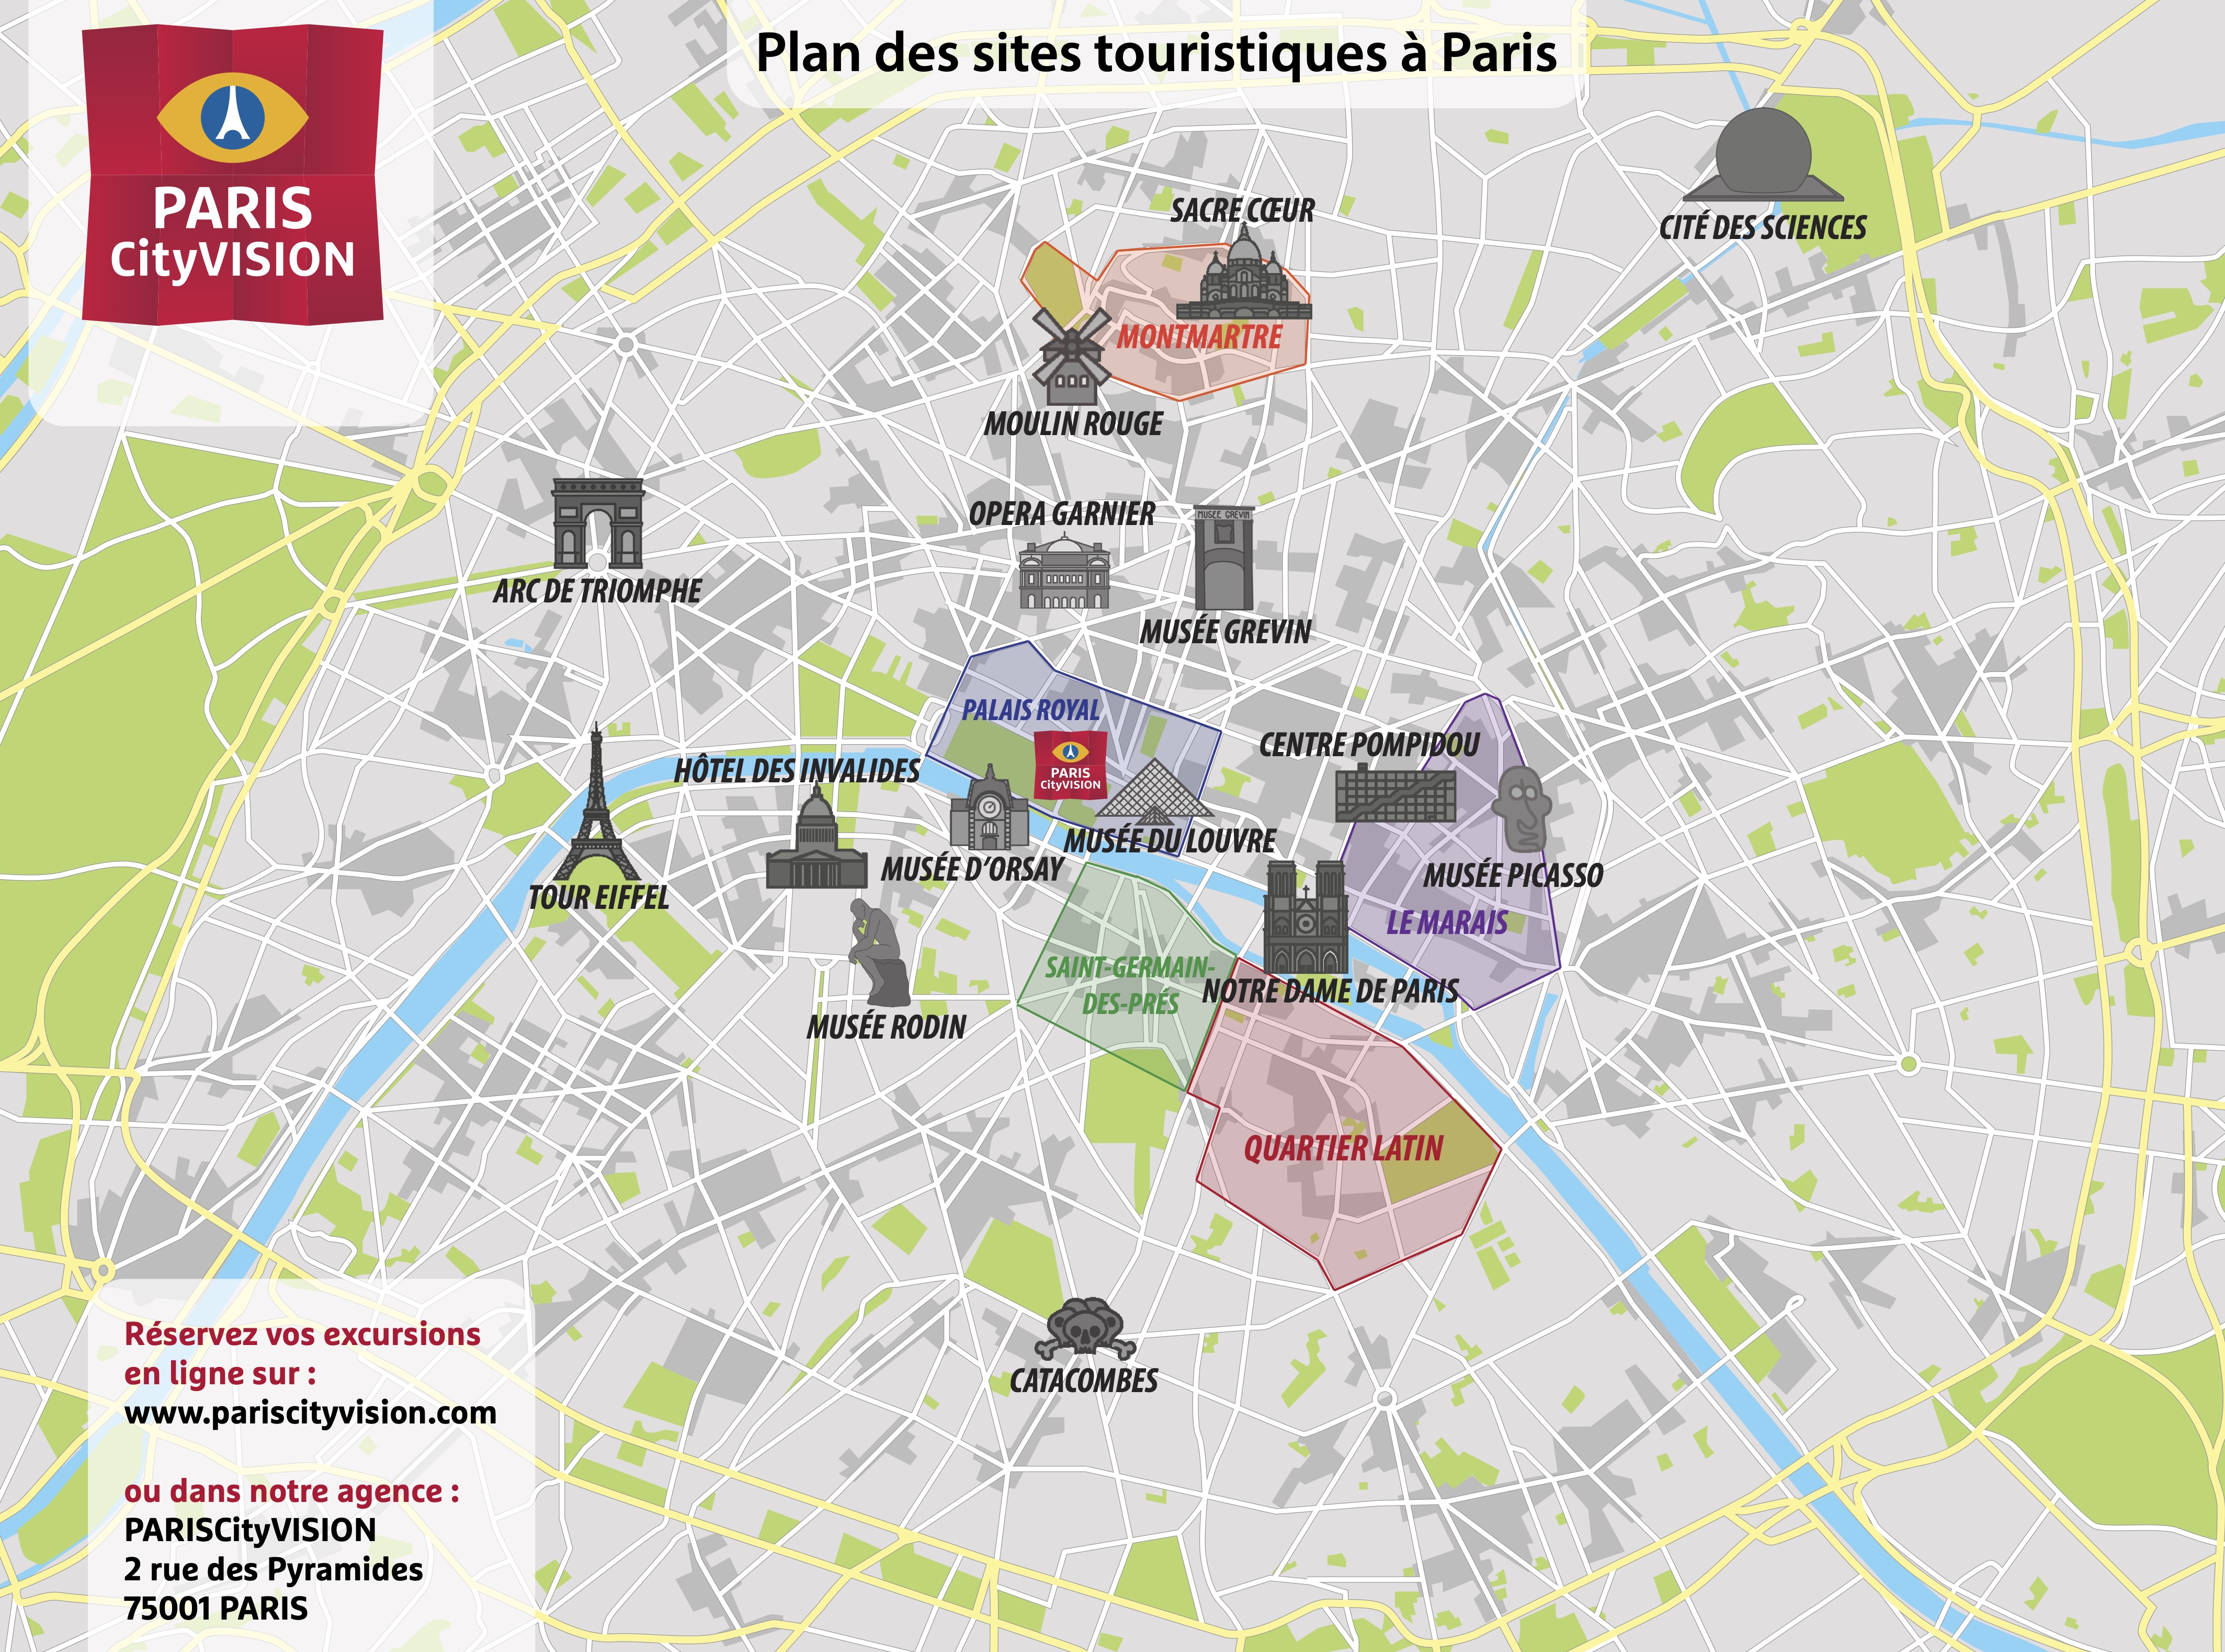 Plan des sites touristiques à Paris
PARIS
CityVISION
SACRE CŒUR
CITÉ DES SCIENCES
MONTMARTRE
MOULIN ROUGE
OPERA GARNIER
MUSÉE GREVIN
ARC DE TRIOMPHE
MUSÉE GREVIN
PALAIS ROYAL
CENTRE POMPIDOU
HÔTEL DES INVALIDES
PARIS
CityVISION
MUSÉE DU LOUVRE
MUSÉE D'ORSAY
MUSÉE PICASSO
TOUR EIFFEL
LE MARAIS
SAINT-GERMAIN-
DES-PRÉS
NOTRE DAME DE PARIS
MUSÉE RODIN
QUARTIER LATIN
CATACOMBES
Réservez vos excursions
en ligne sur :
www.pariscityvision.com
ou dans notre agence :
PARISCityVISION
2 rue des Pyramides
75001 PARIS